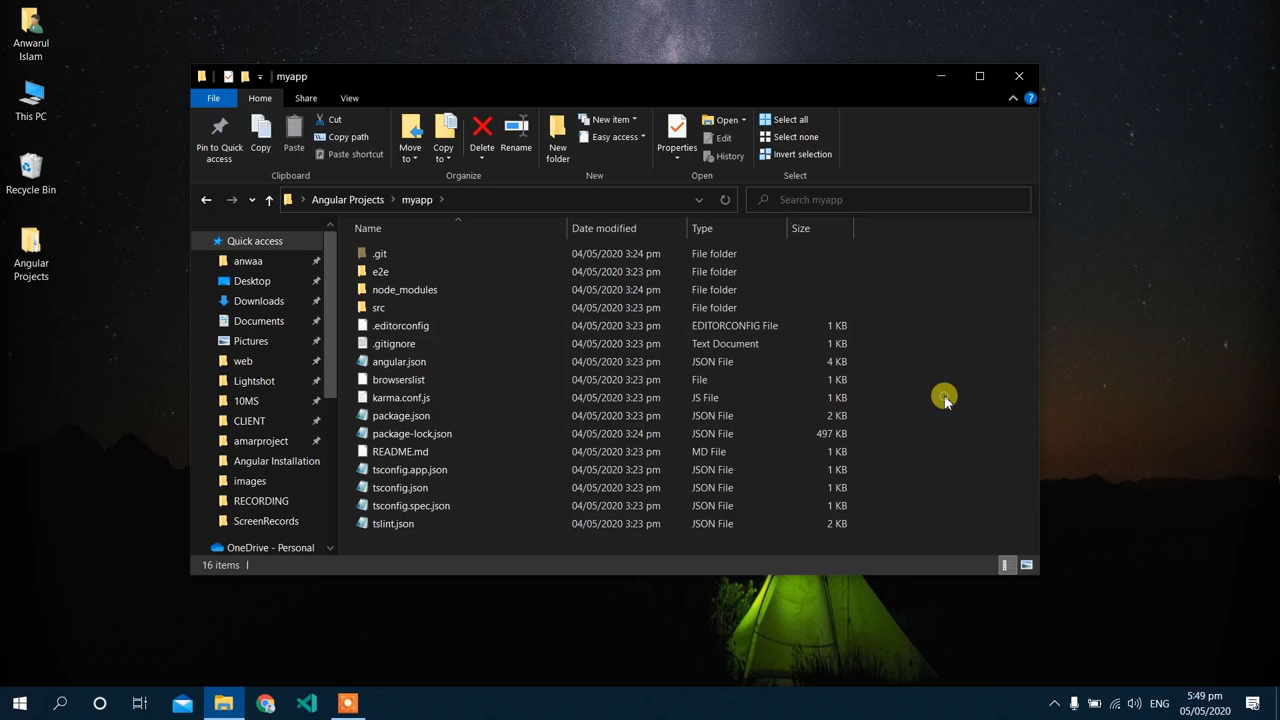 Anwarul
Islam
This PC
Recycle Bin
Angular
Projects
myapp
File Home Share View
Pin to Quick
access
Copy
Paste
Cut
Copy path
Paste shortcut
Clipboard
Move
to
Copy
to
Delete
Rename
Organize
New
folder
New item
Easy access
New
Properties
Open
Edit
History
Open
Select all
Select none
Invert selection
Select
Angular Projects myapp
Search myapp
Quick access
anwaa
Desktop
Downloads
Documents
Pictures
web
Lightshot
10MS
CLIENT
amarproject
Angular Installation
images
RECORDING
ScreenRecords
OneDrive - Personal
Name Date modified Type Size
.git 04/05/2020 3:24 pm File folder
e2e 04/05/2020 3:23 pm File folder
node_modules 04/05/2020 3:24 pm File folder
src 04/05/2020 3:23 pm File folder
.editorconfig 04/05/2020 3:23 pm EDITORCONFIG File 1 KB
.gitignore 04/05/2020 3:23 pm Text Document 1 KB
angular.json 04/05/2020 3:23 pm JSON File 4 KB
browserslist 04/05/2020 3:23 pm File 1 KB
karma.conf.js 04/05/2020 3:23 pm JS File 1 KB
package.json 04/05/2020 3:23 pm JSON File 2 KB
package-lock.json 04/05/2020 3:24 pm JSON File 497 KB
README.md 04/05/2020 3:23 pm MD File 1 KB
tsconfig.app.json 04/05/2020 3:23 pm JSON File 1 KB
tsconfig.json 04/05/2020 3:23 pm JSON File 1 KB
tsconfig.spec.json 04/05/2020 3:23 pm JSON File 1 KB
tslint.json 04/05/2020 3:23 pm JSON File 2 KB
16 items
ENG
5:49 pm
05/05/2020